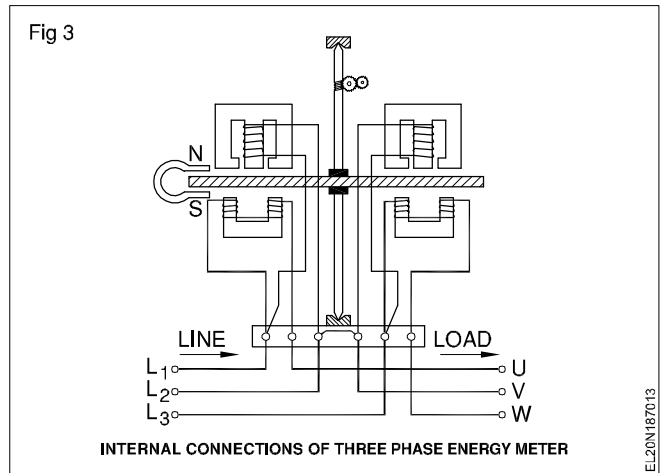 Fig 3
N
S
LINE LOAD
L1 U
L2 V
L3 W
INTERNAL CONNECTIONS OF THREE PHASE ENERGY METER
EL20N187013